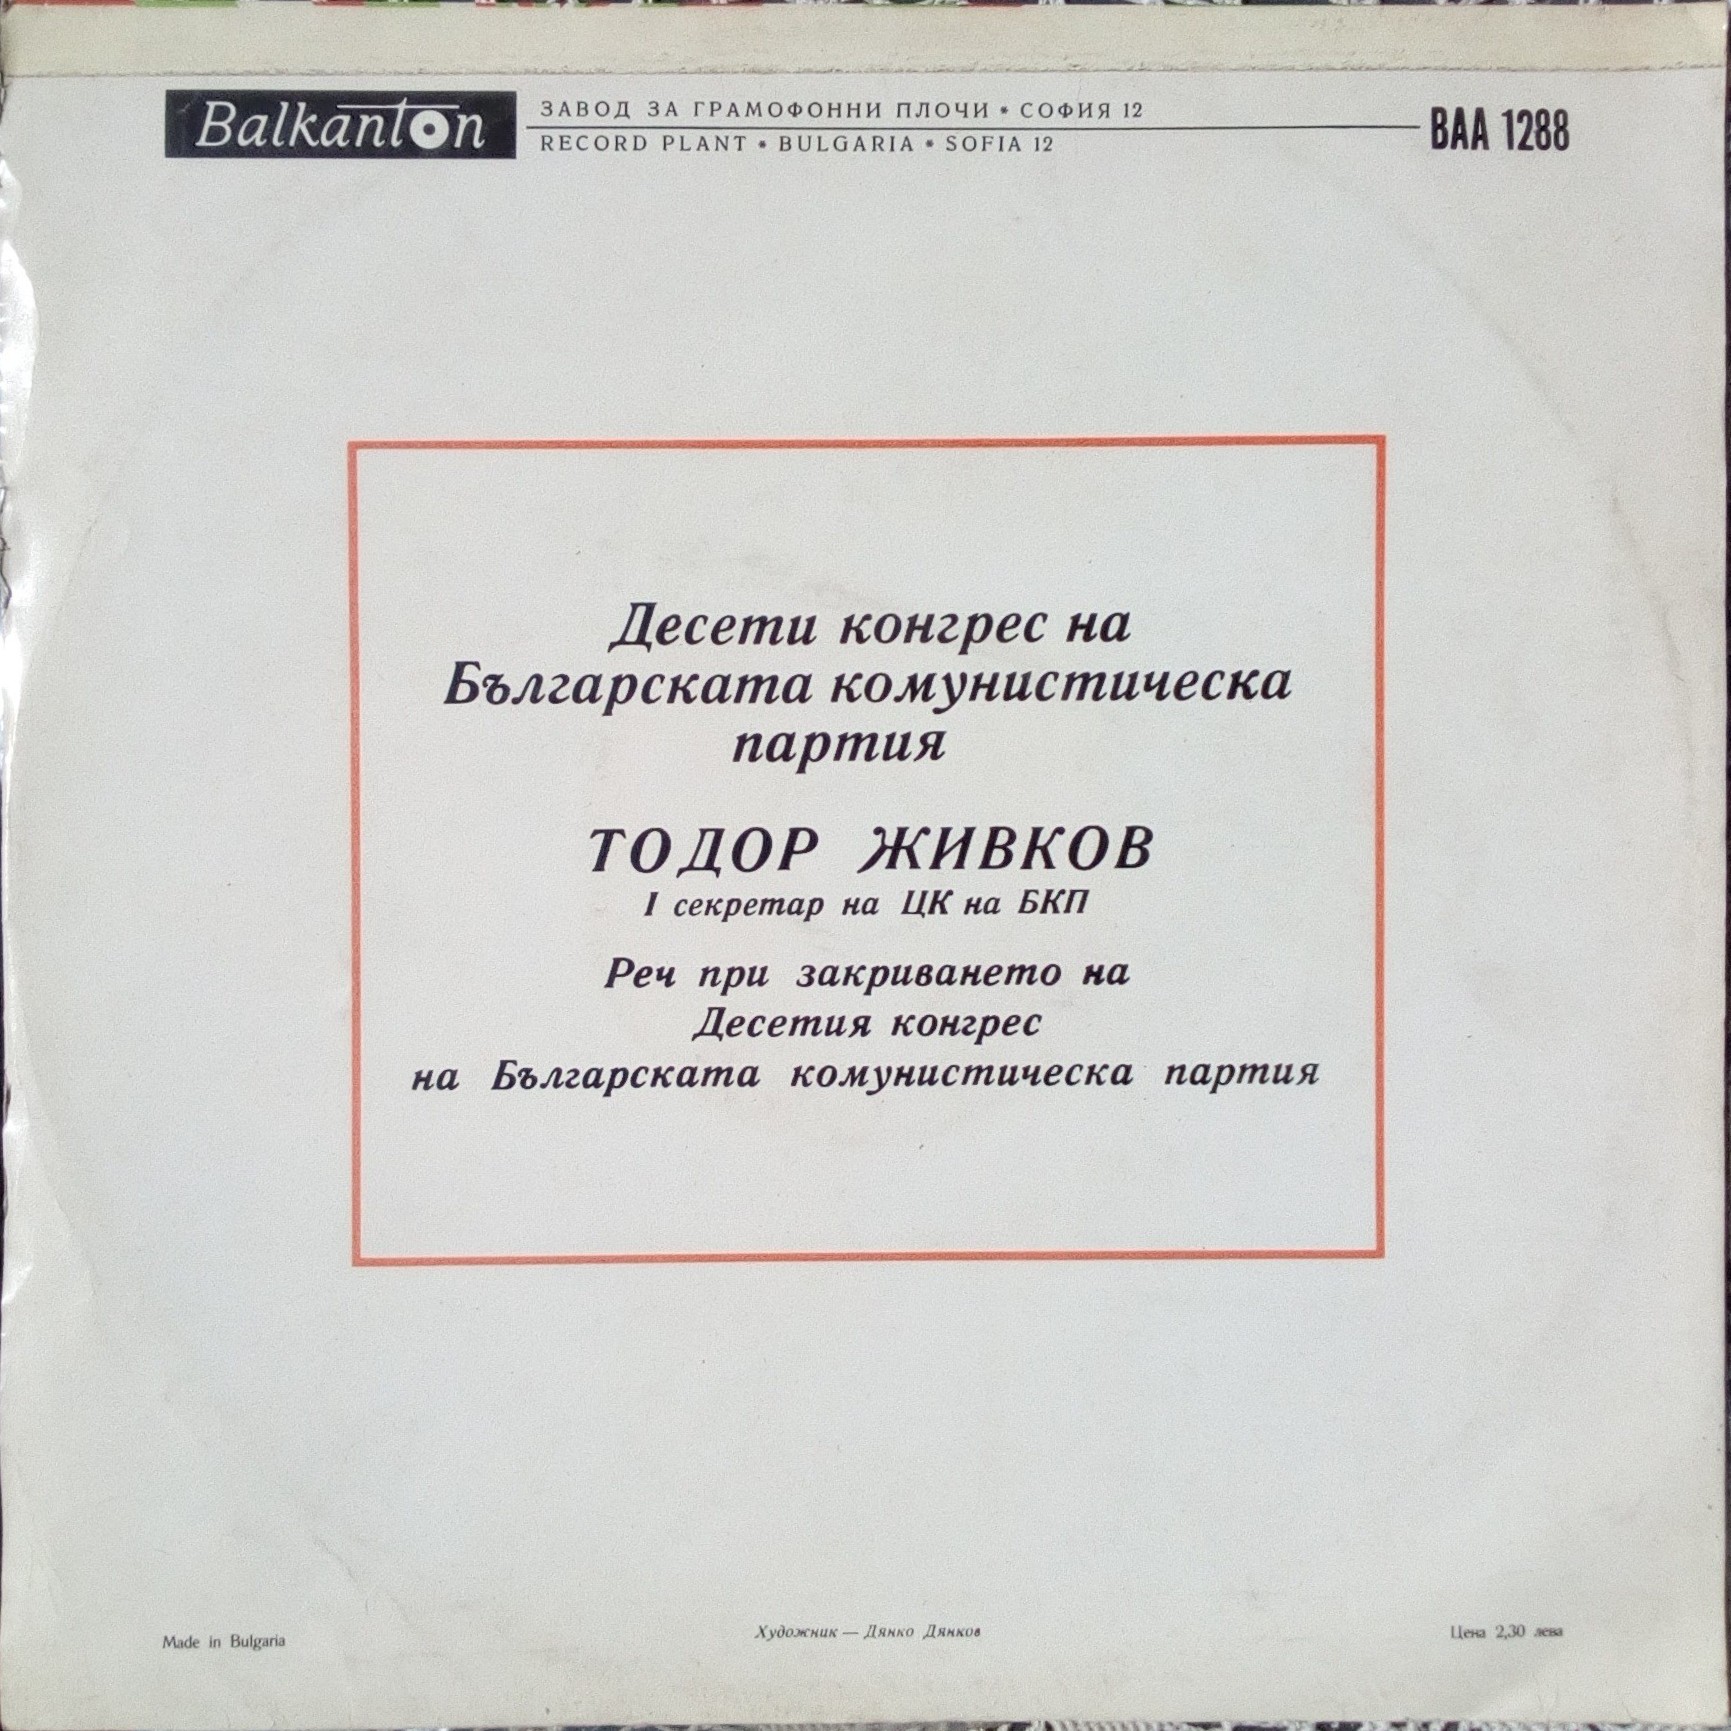 Balkanton
ЗАВОД ЗА ГРАМОФОННИ ПЛОЧИ * СОФИЯ 12
RECORD PLANT * BULGARIA * SOFIA 12
ВАА 1288
Десети конгрес на
Българската комунистическа
партия
ТОДОР ЖИВКОВ
I секретар на ЦК на БКП
Реч при закриването на
Десетия конгрес
на Българската комунистическа партия
Made in Bulgaria
Художник — Дянко Дянков
Цена 2,30 лева